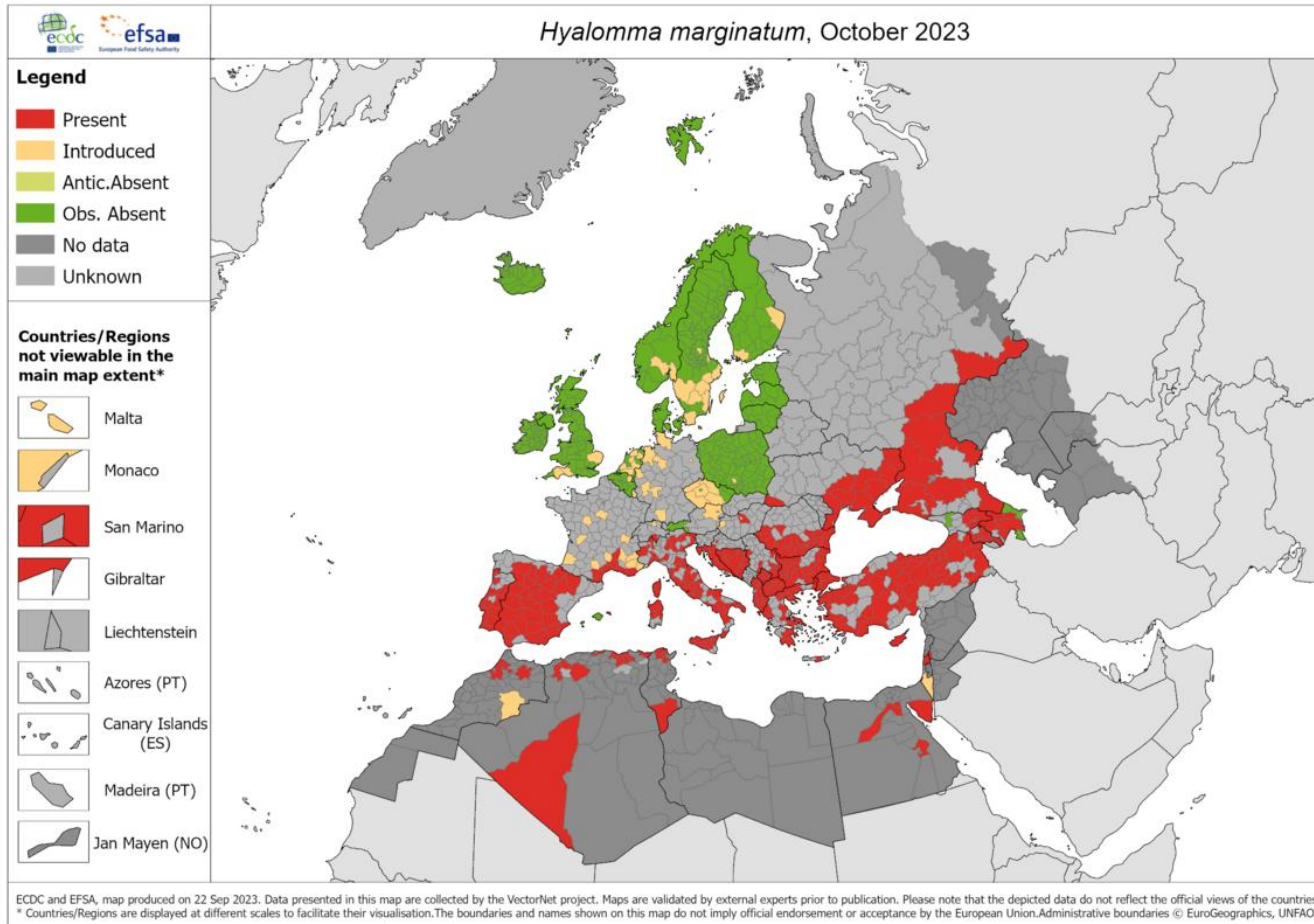 ecdc
efsa
European Food Safety Authority
Hyalomma marginatum, October 2023
Legend
Present
Introduced
Antic.Absent
Obs. Absent
No data
Unknown
Countries/Regions
not viewable in the
main map extent*
Malta
Monaco
San Marino
Gibraltar
Liechtenstein
Azores (PT)
Canary Islands
(ES)
Madeira (PT)
Jan Mayen (NO)
ECDC and EFSA, map produced on 22 Sep 2023. Data presented in this map are collected by the VectorNet project. Maps are validated by external experts prior to publication. Please note that the depicted data do not reflect the official views of the countries
* Countries/Regions are displayed at different scales to facilitate their visualisation.The boundaries and names shown on this map do not imply official endorsement or acceptance by the European Union.Administrative boundaries © Eurographics, UNFAO